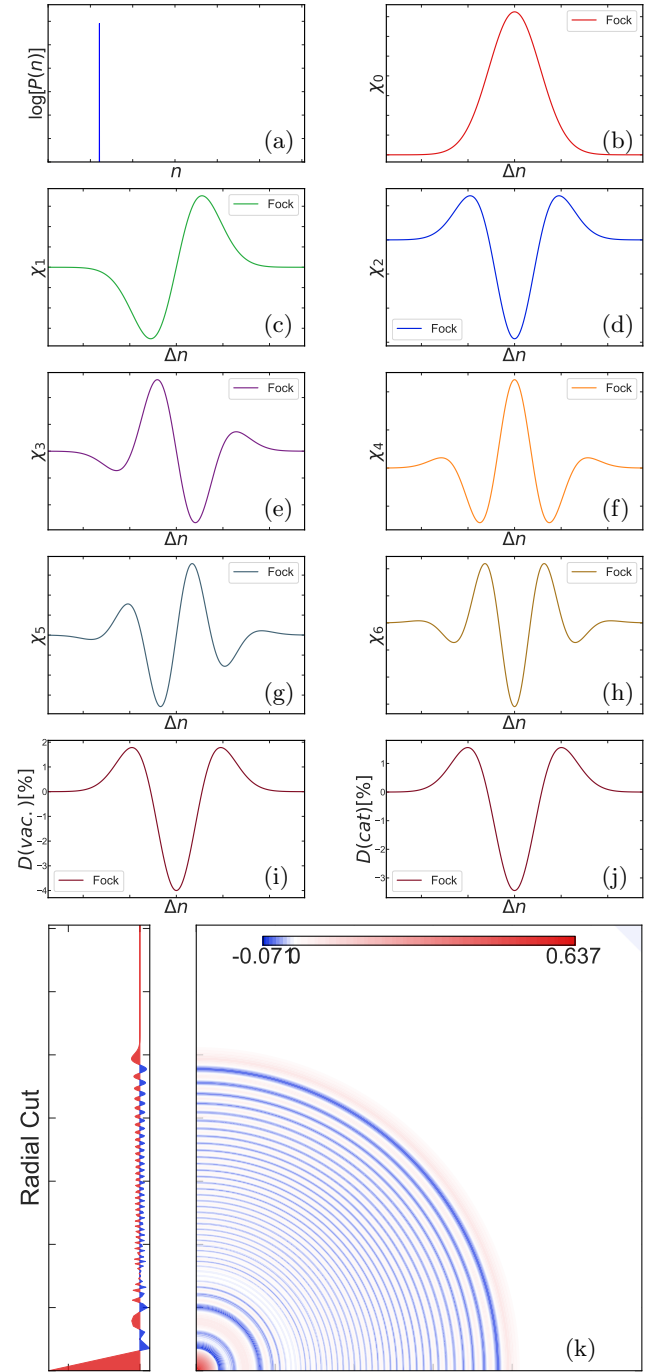 log[P(n)]
(a)
n
χ0
Fock
(b)
Δn
χ1
Fock
(c)
Δn
χ2
Fock
(d)
Δn
χ3
Fock
(e)
Δn
χ4
Fock
(f)
Δn
χ5
Fock
(g)
Δn
χ6
Fock
(h)
Δn
D(vac.)[%]
2
1
0
−1
−2
−3
−4
Fock
(i)
Δn
D(cat)[%]
1
0
−1
−2
−3
Fock
(j)
Δn
Radial Cut
-0.071
0
0.637
(k)